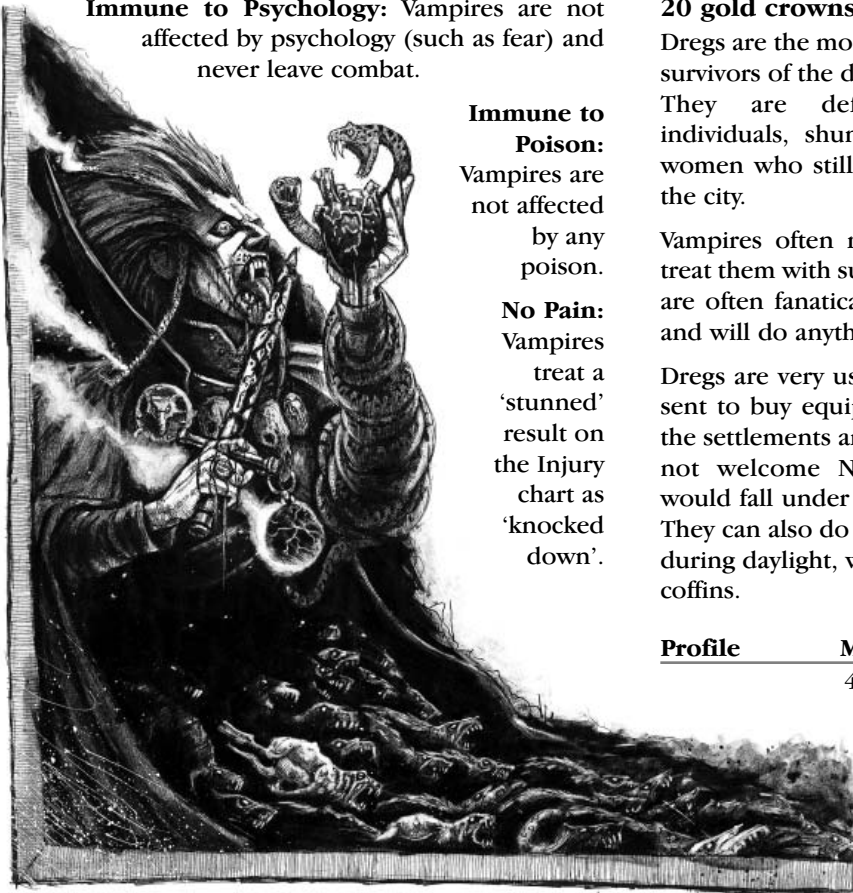 Immune to Psychology: Vampires are not
affected by psychology (such as fear) and
never leave combat.
Immune to
Poison:
Vampires are
not affected
by any
poison.
No Pain:
Vampires
treat a
‘stunned’
result on
the Injury
chart as
‘knocked
down’.
20 gold crowns
Dregs are the mo
survivors of the d
They are def
individuals, shun
women who still
the city.
Vampires often r
treat them with su
are often fanatica
and will do anyth
Dregs are very us
sent to buy equip
the settlements ar
not welcome N
would fall under
They can also do
during daylight, w
coffins.
Profile M
4